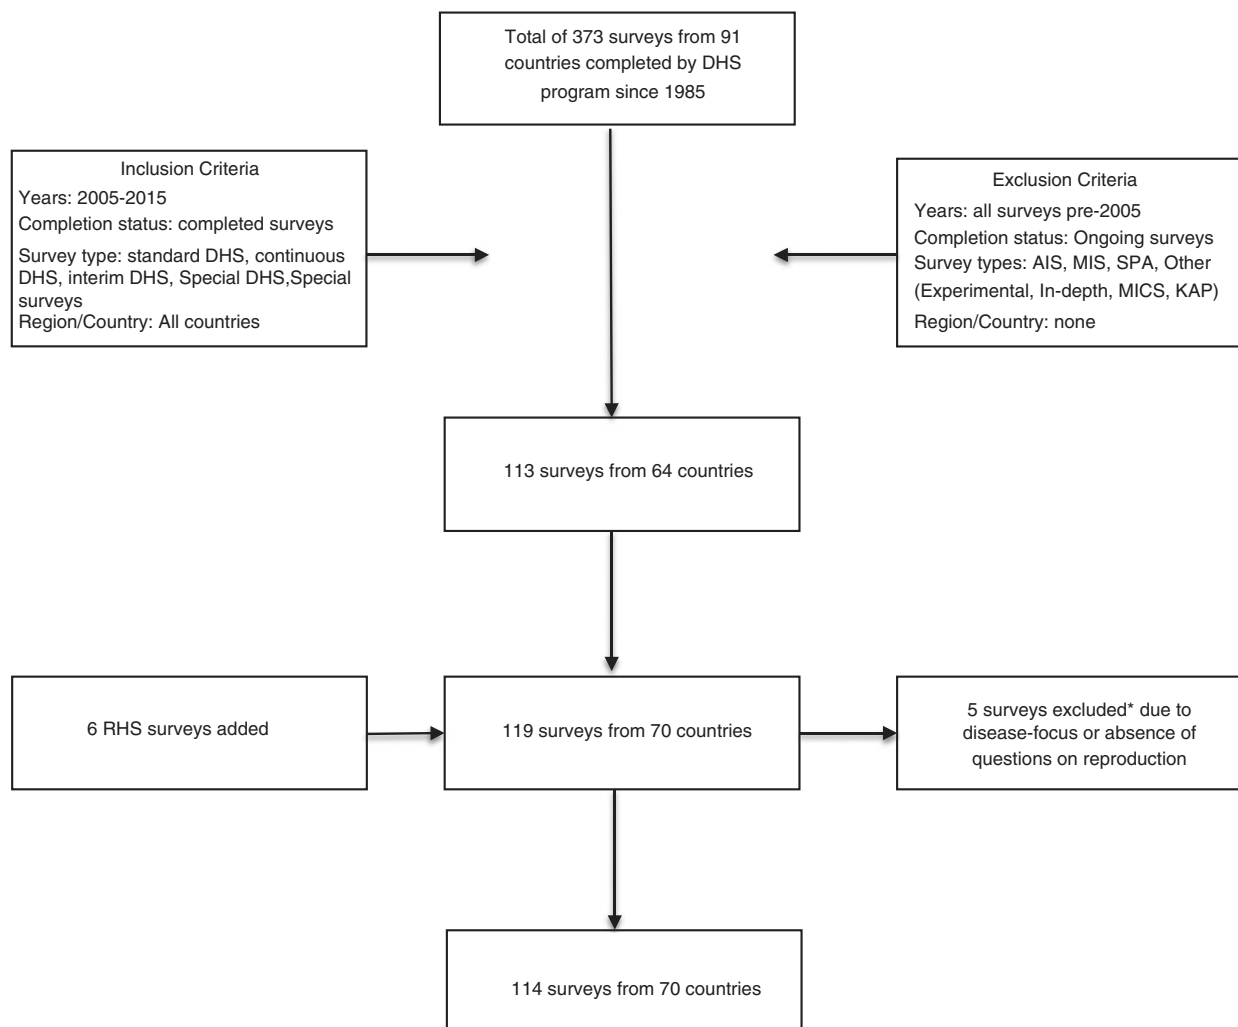 Total of 373 surveys from 91
countries completed by DHS
program since 1985
Inclusion Criteria
Years: 2005-2015
Completion status: completed surveys
Survey type: standard DHS, continuous
DHS, interim DHS, Special DHS,Special
surveys
Region/Country: All countries
Exclusion Criteria
Years: all surveys pre-2005
Completion status: Ongoing surveys
Survey types: AIS, MIS, SPA, Other
(Experimental, In-depth, MICS, KAP)
Region/Country: none
113 surveys from 64 countries
6 RHS surveys added
119 surveys from 70 countries
5 surveys excluded* due to
disease-focus or absence of
questions on reproduction
114 surveys from 70 countries